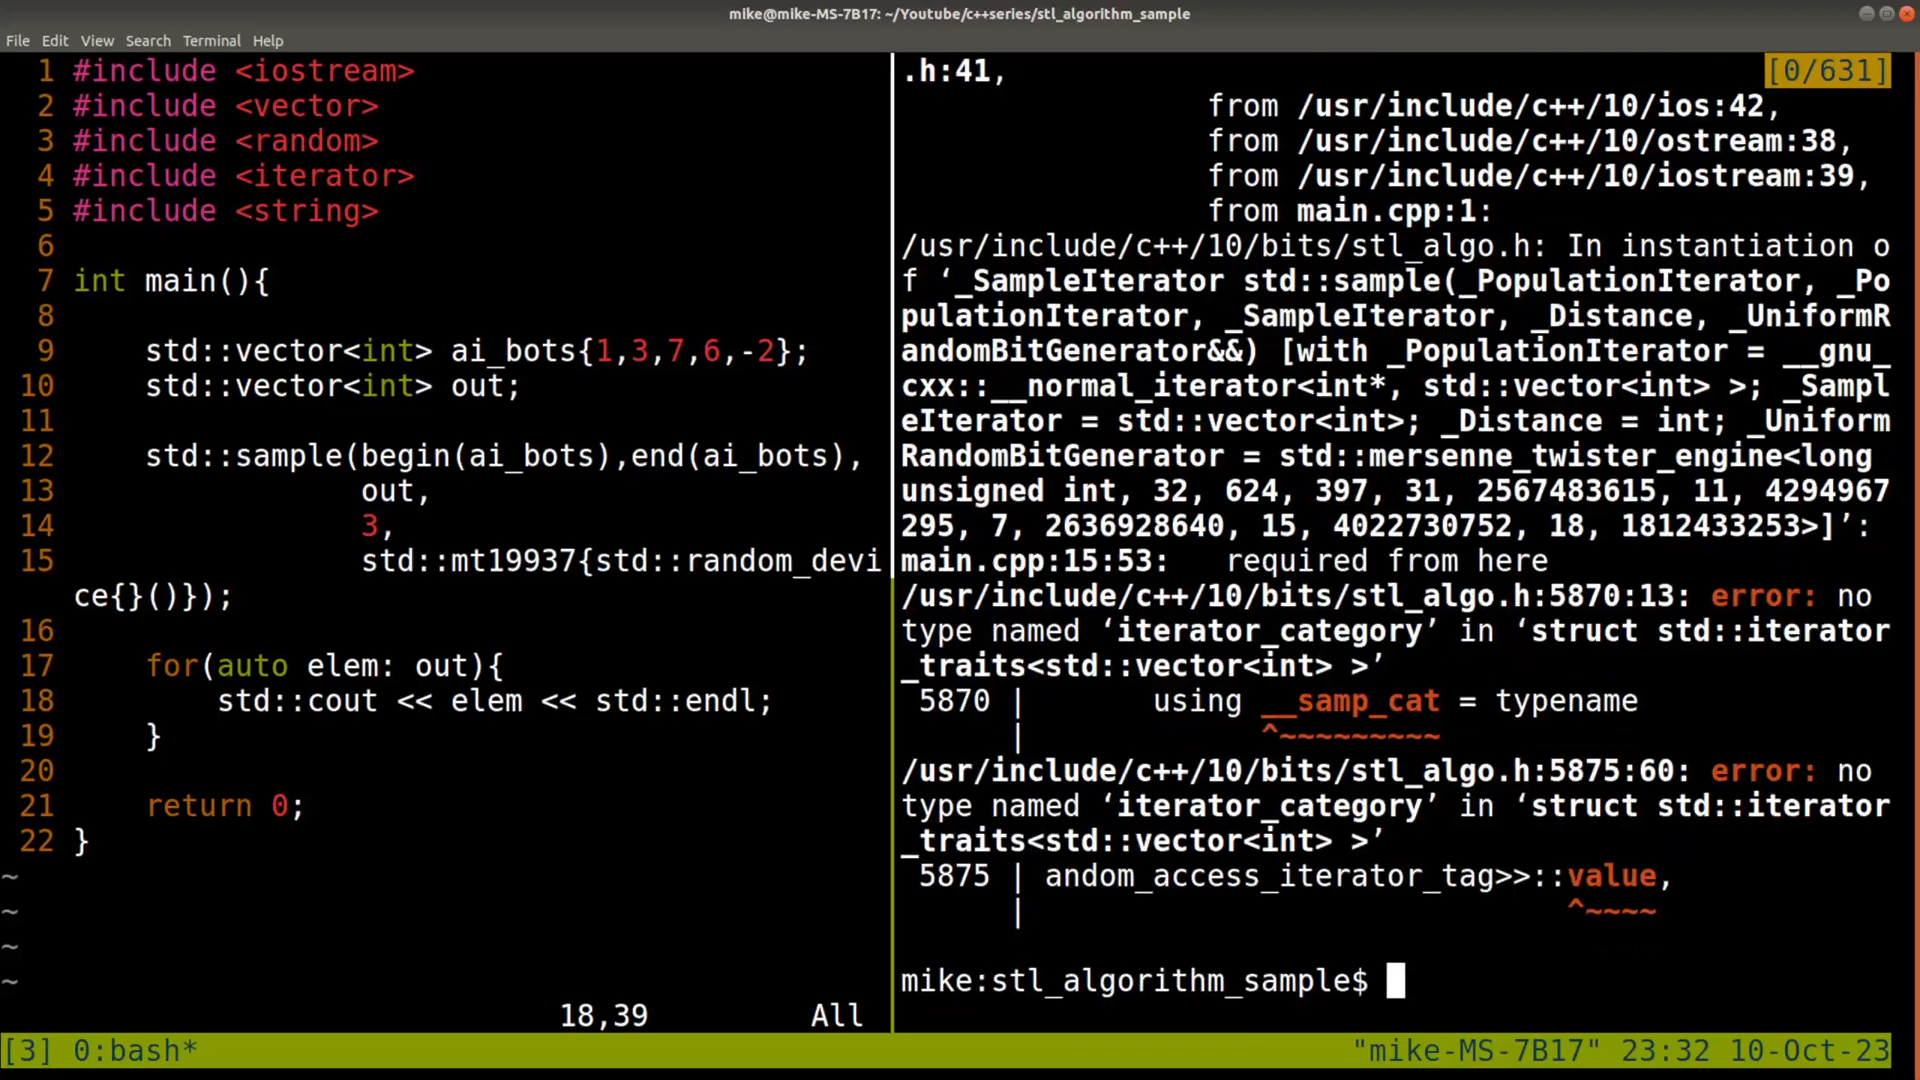 mike@mike-MS-7B17: ~/Youtube/c++series/stl_algorithm_sample
File Edit View Search Terminal Help
1 #include <iostream>
2 #include <vector>
3 #include <random>
4 #include <iterator>
5 #include <string>
6
7 int main(){
8
9     std::vector<int> ai_bots{1,3,7,6,-2};
10     std::vector<int> out;
11
12     std::sample(begin(ai_bots),end(ai_bots),
13                 out,
14                 3,
15                 std::mt19937{std::random_devi
ce{}()});
16
17     for(auto elem: out){
18         std::cout << elem << std::endl;
19     }
20
21     return 0;
22 }
~
~
~
~
18,39 All
.h:41, [0/631]
from /usr/include/c++/10/ios:42,
from /usr/include/c++/10/ostream:38,
from /usr/include/c++/10/iostream:39,
from main.cpp:1:
/usr/include/c++/10/bits/stl_algo.h: In instantiation o
f ‘_SampleIterator std::sample(_PopulationIterator, _Po
pulationIterator, _SampleIterator, _Distance, _UniformR
andomBitGenerator&&) [with _PopulationIterator = __gnu_
cxx::__normal_iterator<int*, std::vector<int> >; _Sampl
eIterator = std::vector<int>; _Distance = int; _Uniform
RandomBitGenerator = std::mersenne_twister_engine<long
unsigned int, 32, 624, 397, 31, 2567483615, 11, 4294967
295, 7, 2636928640, 15, 4022730752, 18, 1812433253>]’:
main.cpp:15:53:   required from here
/usr/include/c++/10/bits/stl_algo.h:5870:13: error: no
type named ‘iterator_category’ in ‘struct std::iterator
_traits<std::vector<int> >’
5870 |       using __samp_cat = typename
|             ^~~~~~~~~~
/usr/include/c++/10/bits/stl_algo.h:5875:60: error: no
type named ‘iterator_category’ in ‘struct std::iterator
_traits<std::vector<int> >’
5875 | andom_access_iterator_tag>>::value,
|                              ^~~~~
mike:stl_algorithm_sample$
[3] 0:bash* "mike-MS-7B17" 23:32 10-Oct-23